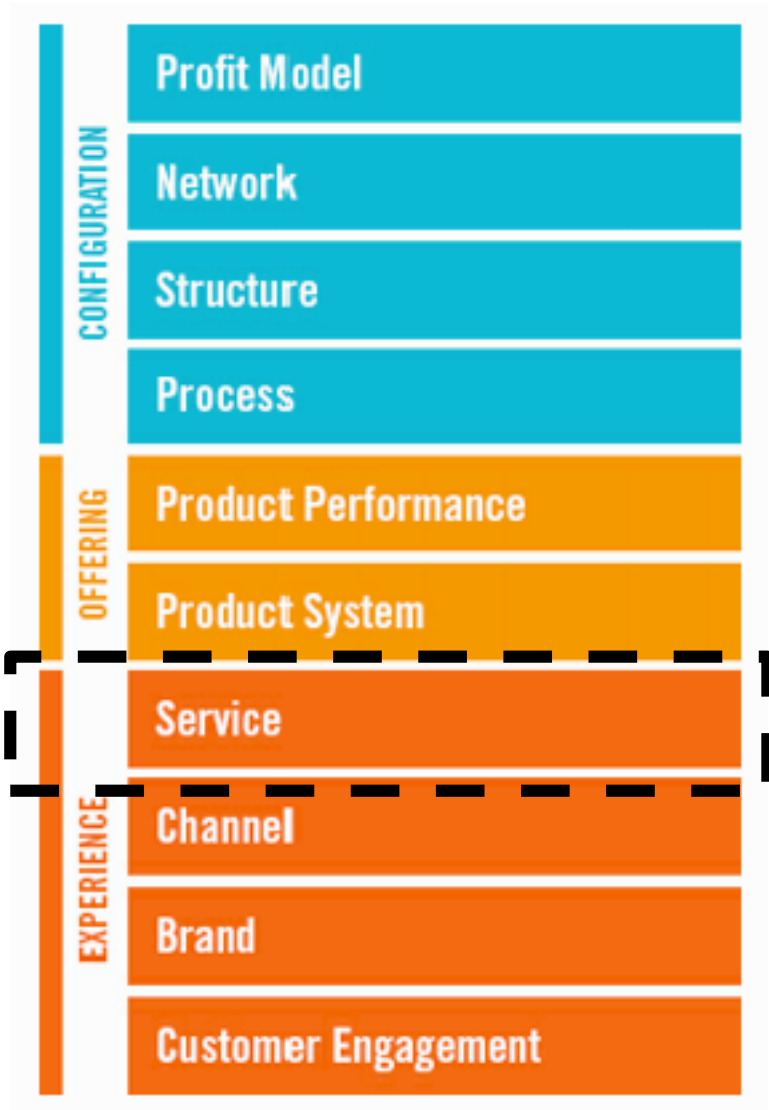 CONFIGURATION
Profit Model
Network
Structure
Process
OFFERING
Product Performance
Product System
EXPERIENCE
Service
Channel
Brand
Customer Engagement